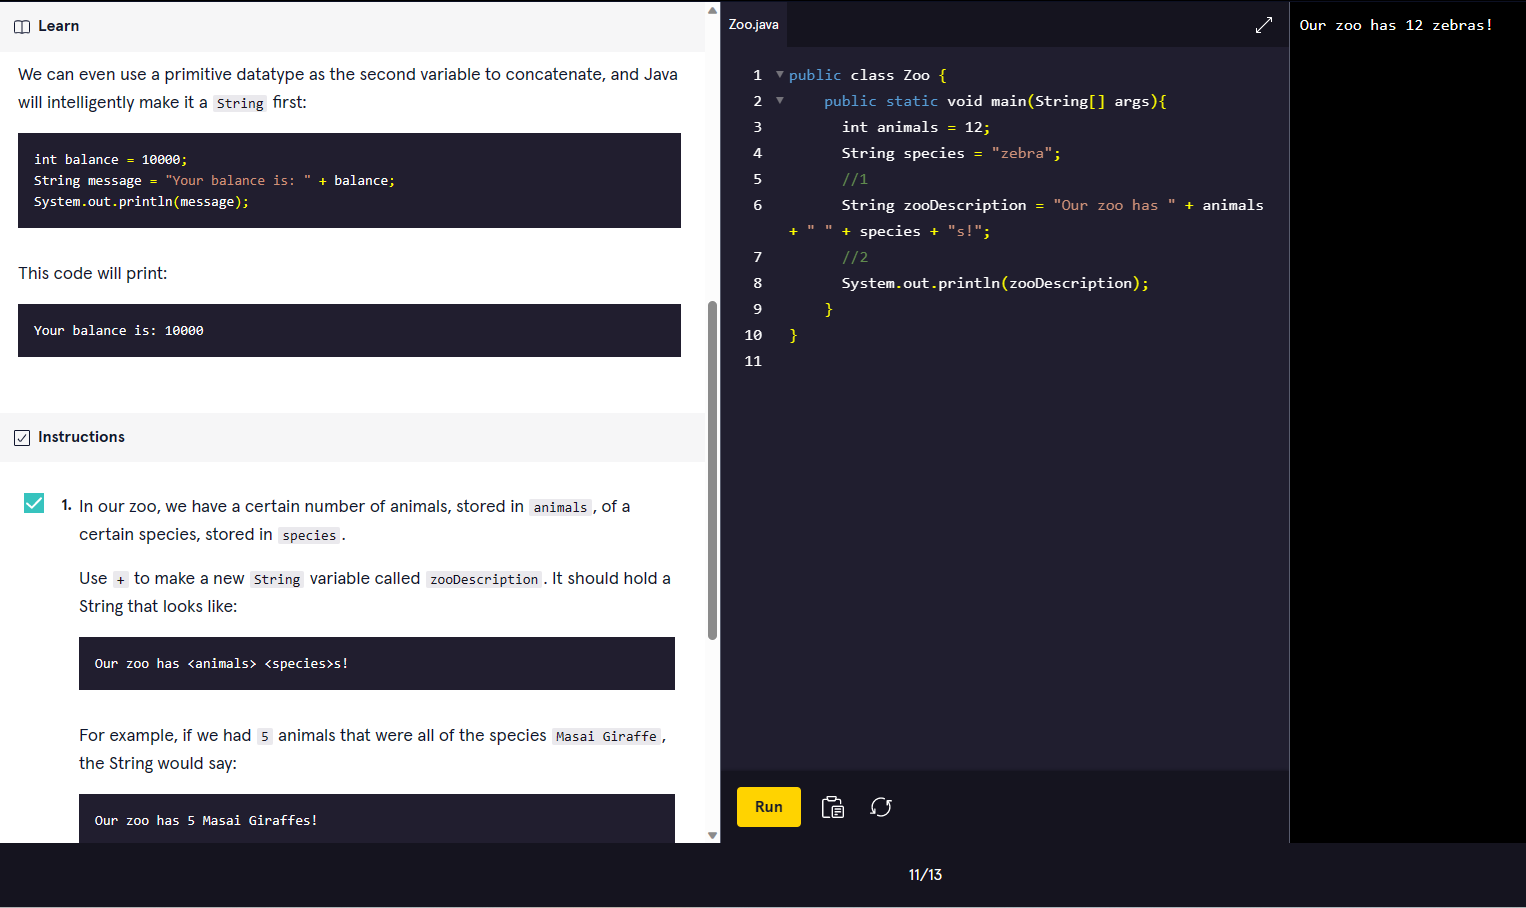 Learn
We can even use a primitive datatype as the second variable to concatenate, and Java
will intelligently make it a String first:
int balance = 10000;
String message = "Your balance is: " + balance;
System.out.println(message);
This code will print:
Your balance is: 10000
Instructions
1. In our zoo, we have a certain number of animals, stored in animals, of a
certain species, stored in species.
Use + to make a new String variable called zooDescription. It should hold a
String that looks like:
Our zoo has <animals> <species>s!
For example, if we had 5 animals that were all of the species Masai Giraffe,
the String would say:
Our zoo has 5 Masai Giraffes!
Zoo.java
1 public class Zoo {
2 public static void main(String[] args){
3 int animals = 12;
4 String species = "zebra";
5 //1
6 String zooDescription = "Our zoo has " + animals
+ " " + species + "s!";
7 //2
8 System.out.println(zooDescription);
9 }
10 }
11
Run
Our zoo has 12 zebras!
11/13